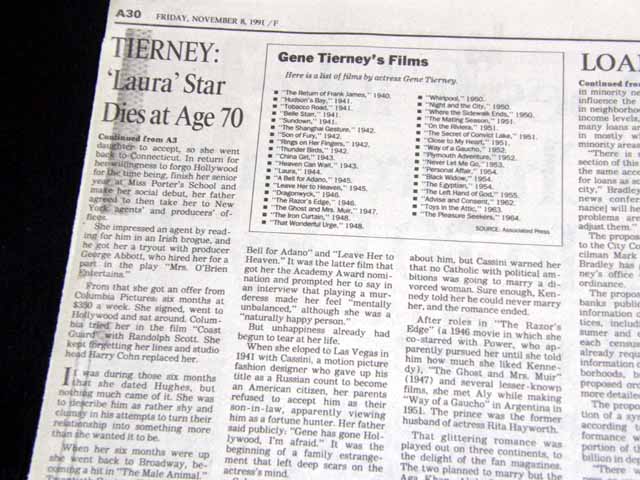 A30 FRIDAY, NOVEMBER 8, 1991 / F
TIERNEY:
'Laura' Star
Dies at Age 70
Continued from A3
daughter to accept, so she went
back to Connecticut. In return for
her willingness to forgo Hollywood
for the time being, finish her senior
year at Miss Porter's School and
make her social debut, her father
agreed to then take her to New
York agents' and producers' of-
fices.
She impressed an agent by read-
ing for him in an Irish brogue, and
he got her a tryout with producer
George Abbott, who hired her for a
part in the play "Mrs. O'Brien
Entertains."
From that she got an offer from
Columbia Pictures: six months at
$350 a week. She signed, went to
Hollywood and sat around. Colum-
bia tried her in the film "Coast
Guard" with Randolph Scott. She
kept forgetting her lines and studio
head Harry Cohn replaced her.
It was during those six months
that she dated Hughes, but
nothing much came of it. She was
to describe him as rather shy and
clumsy in his attempts to turn their
relationship into something more
than she wanted it to be.
When her six months were up
she went back to Broadway, be-
coming a hit in "The Male Animal."
Gene Tierney's Films
Here is a list of films by actress Gene Tierney.
■ "The Return of Frank James," 1940.
■ "Hudson's Bay," 1941.
■ "Tobacco Road," 1941.
■ "Belle Starr," 1941.
■ "Sundown," 1941.
■ "The Shanghai Gesture," 1942.
■ "Son of Fury," 1942.
■ "Rings on Her Fingers," 1942.
■ "Thunder Birds," 1942.
■ "China Girl," 1943.
■ "Heaven Can Wait," 1943.
■ "Laura," 1944.
■ "A Bell for Adano," 1945.
■ "Leave Her to Heaven," 1945.
■ "Dragonwyck," 1946.
■ "The Razor's Edge," 1946.
■ "The Ghost and Mrs. Muir," 1947.
■ "The Iron Curtain," 1948.
■ "That Wonderful Urge," 1948.
■ "Whirlpool," 1950.
■ "Night and the City," 1950.
■ "Where the Sidewalk Ends," 1950.
■ "The Mating Season," 1951.
■ "On the Riviera," 1951.
■ "The Secret of Convict Lake," 1951.
■ "Close to My Heart," 1951.
■ "Way of a Gaucho," 1952.
■ "Plymouth Adventure," 1952.
■ "Never Let Me Go," 1953.
■ "Personal Affair," 1954.
■ "Black Widow," 1954.
■ "The Egyptian," 1954.
■ "The Left Hand of God," 1955.
■ "Advise and Consent," 1962.
■ "Toys in the Attic," 1963.
■ "The Pleasure Seekers," 1964.
SOURCE: Associated Press
Bell for Adano" and "Leave Her to
Heaven." It was the latter film that
got her the Academy Award nomi-
nation and prompted her to say in
an interview that playing a mur-
deress made her feel "mentally
unbalanced," although she was a
"naturally happy person."
But unhappiness already had
begun to tear at her life.
When she eloped to Las Vegas in
1941 with Cassini, a motion picture
fashion designer who gave up his
title as a Russian count to become
an American citizen, her parents
refused to accept him as their
son-in-law, apparently viewing
him as a fortune hunter. Her father
said publicly: "Gene has gone Hol-
lywood, I'm afraid." It was the
beginning of a family estrange-
ment that left deep scars on the
actress's mind.
about him, but Cassini warned her
that no Catholic with political am-
bitions was going to marry a di-
vorced woman. Sure enough, Ken-
nedy told her he could never marry
her, and the romance ended.
After roles in "The Razor's
Edge" (a 1946 movie in which she
co-starred with Power, who ap-
parently pursued her until she told
him how much she liked Kenne-
dy), "The Ghost and Mrs. Muir"
(1947) and several lesser-known
films, she met Aly while making
"Way of a Gaucho" in Argentina in
1951. The prince was the former
husband of actress Rita Hayworth.
That glittering romance was
played out on three continents, to
the delight of the fan magazines.
The two planned to marry but the
LOA
Continued from
in minority ne
influence the
neighborhoo
income levels,
many loans a
in mostly wh
minority areas
"There is n
section of this
the same acce
for loans as a
city," Bradley
news confer
nance] will he
problems are
adjust them."
The propos
to the City Co
cilman Mark
Bradley has s
ney's office
ordinance.
The propos
banks publis
information o
tices, includi
sumer and c
each census
already requi
information
borhoods, b
proposed or
more detaile
The propos
tion of a sy
according to
formance w
portion of th
billion in dep
"There